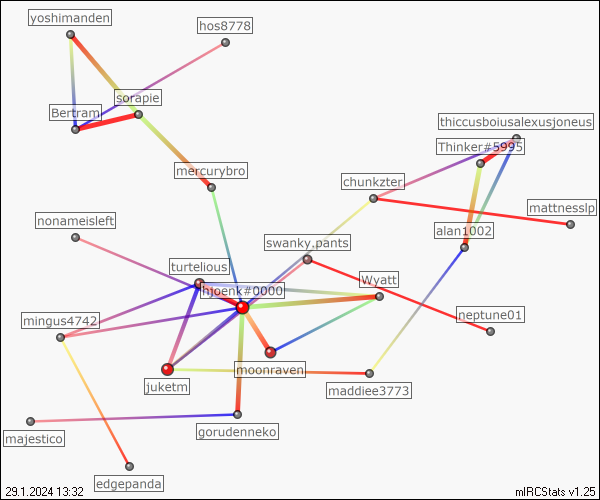 yoshimanden
hos8778
sorapie
Bertram
thiccusboiusalexusjoneus
Thinker#5995
mercurybro
chunkzter
mattnesslp
nonameisleft
alan1002
swanky.pants
turtelious
Wyatt
hjoenk#0000
mingus4742
neptune01
moonraven
juketm
maddiee3773
gorudenneko
majestico
edgepanda
29.1.2024 13:32
mIRCStats v1.25